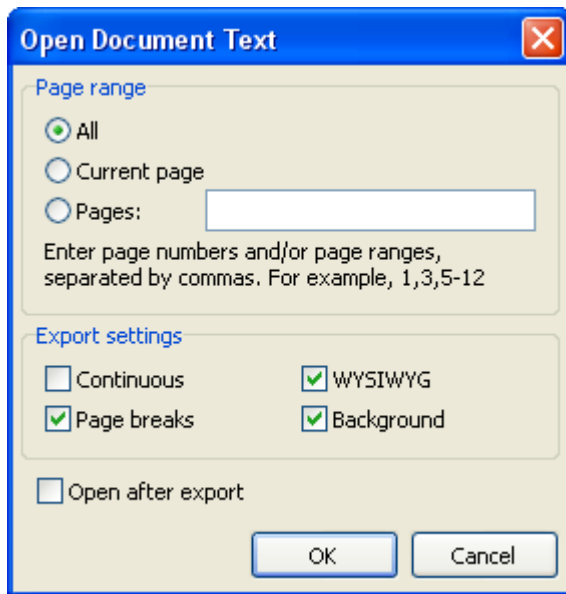 Open Document Text
Page range
All
Current page
Pages:
Enter page numbers and/or page ranges,
separated by commas. For example, 1,3,5-12
Export settings
Continuous
WYSIWYG
Page breaks
Background
Open after export
OK
Cancel